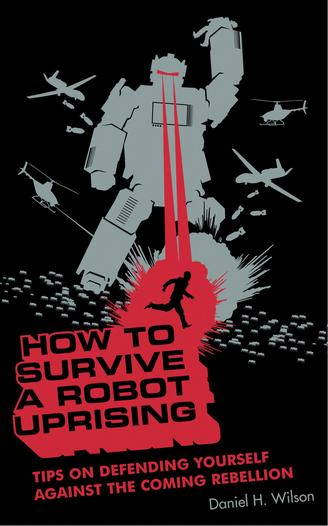 HOW TO
SURVIVE
A ROBOT
UPRISING
TIPS ON DEFENDING YOURSELF
AGAINST THE COMING REBELLION
Daniel H. Wilson